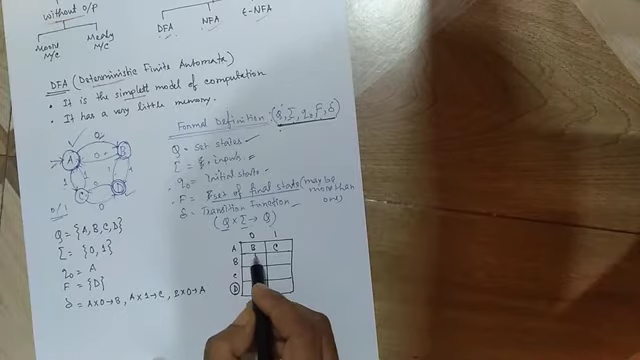 without O/P
Moore Mealy
M/C M/C
DFA NFA ε-NFA
DFA (Deterministic Finite Automata)
• It is the simplest model of computation
• It has a very little memory.
Formal Definition: (Q, Σ, q₀, F, δ)
Q = Set states
Σ = inputs
q₀ = Initial state
F = set of final state (may be more than one)
δ = Transition Function
(Q × Σ → Q)
A B C D
0/1
Q = {A, B, C, D}
Σ = {0, 1}
q₀ = A
F = {D}
δ = A×0→B, A×1→C, B×0→A
0 1
A B C
B
C
D